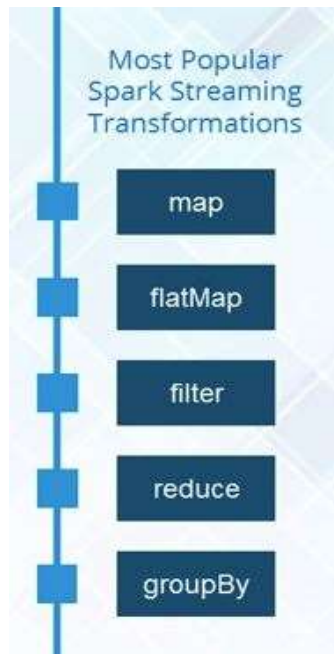 Most Popular
Spark Streaming
Transformations
map
flatMap
filter
reduce
groupBy